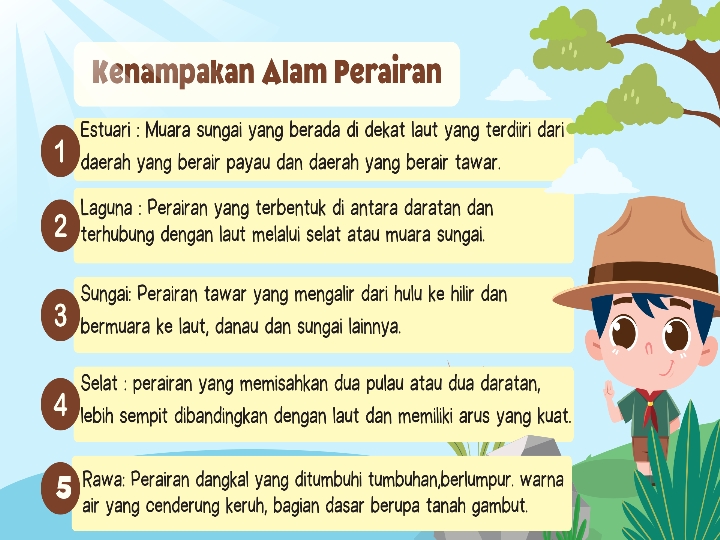 Kenampakan Alam Perairan
1
Estuari : Muara sungai yang berada di dekat laut yang terdiiri dari
daerah yang berair payau dan daerah yang berair tawar.
2
Laguna : Perairan yang terbentuk di antara daratan dan
terhubung dengan laut melalui selat atau muara sungai.
3
Sungai: Perairan tawar yang mengalir dari hulu ke hilir dan
bermuara ke laut, danau dan sungai lainnya.
4
Selat : perairan yang memisahkan dua pulau atau dua daratan,
lebih sempit dibandingkan dengan laut dan memiliki arus yang kuat.
5
Rawa: Perairan dangkal yang ditumbuhi tumbuhan,berlumpur. warna
air yang cenderung keruh, bagian dasar berupa tanah gambut.